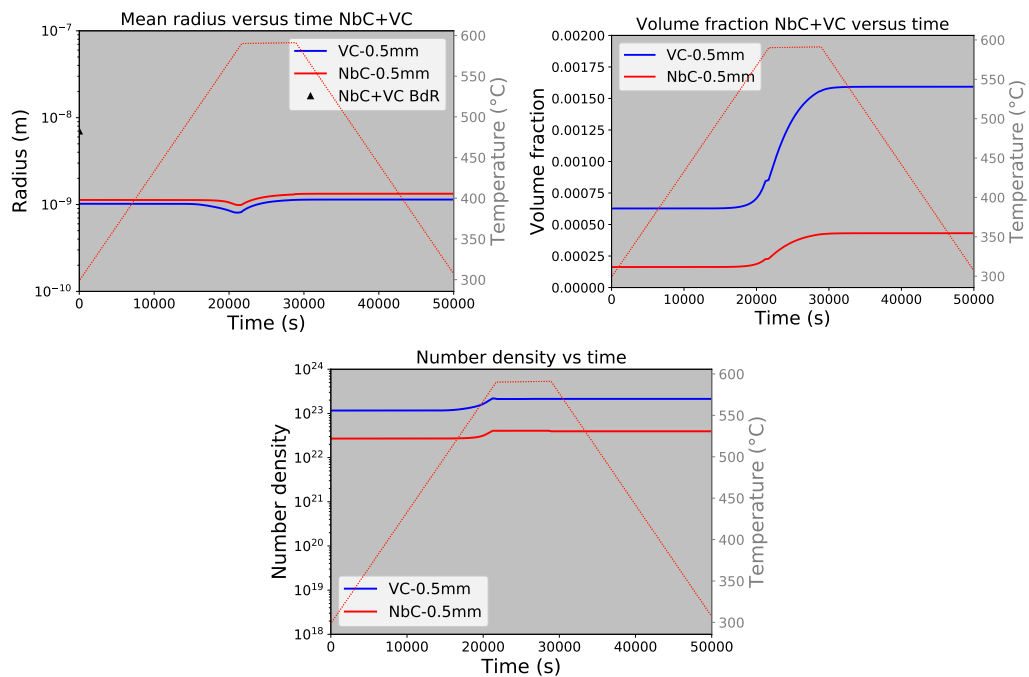 Mean radius versus time NbC+VC
10⁻⁷
10⁻⁸
10⁻⁹
10⁻¹⁰
Radius (m)
VC-0.5mm
NbC-0.5mm
NbC+VC BdR
600
550
500
450
400
350
300
Temperature (°C)
0 10000 20000 30000 40000 50000
Time (s)
Volume fraction NbC+VC versus time
0.00200
0.00175
0.00150
0.00125
0.00100
0.00075
0.00050
0.00025
0.00000
Volume fraction
VC-0.5mm
NbC-0.5mm
600
550
500
450
400
350
300
Temperature (°C)
0 10000 20000 30000 40000 50000
Time (s)
Number density vs time
10²⁴
10²³
10²²
10²¹
10²⁰
10¹⁹
10¹⁸
Number density
VC-0.5mm
NbC-0.5mm
600
550
500
450
400
350
300
Temperature (°C)
0 10000 20000 30000 40000 50000
Time (s)